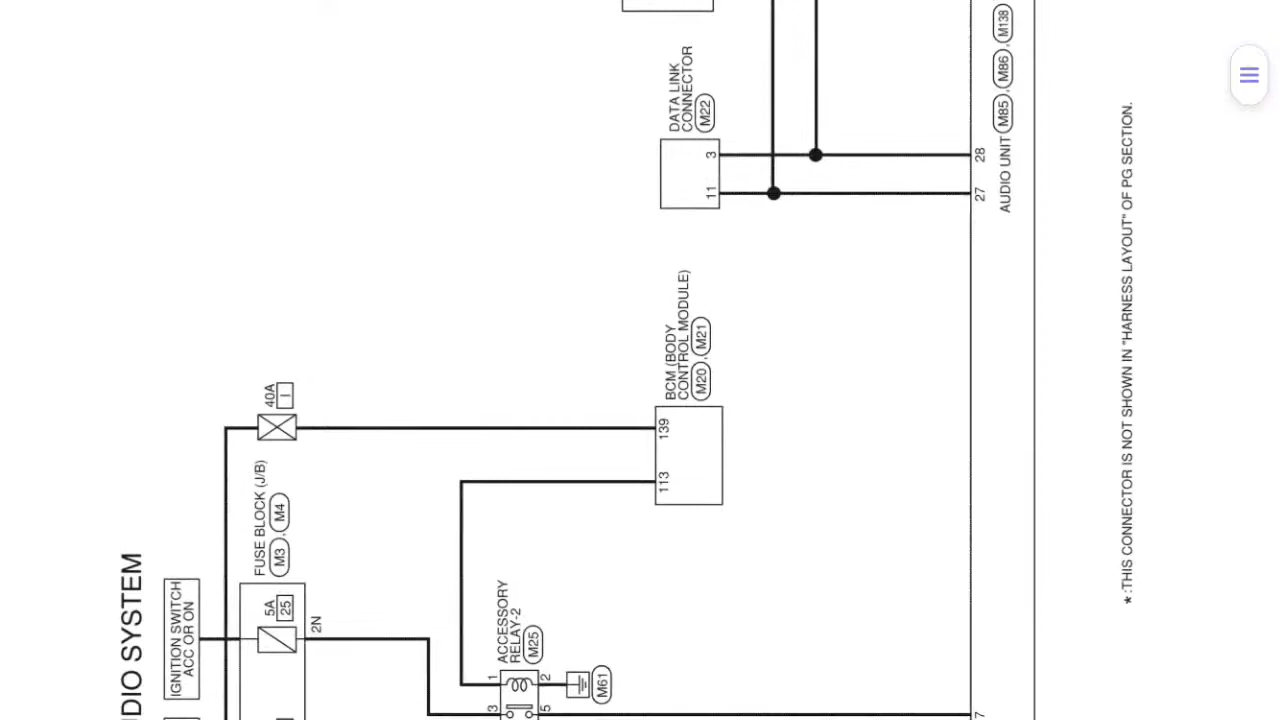 DIO SYSTEM
IGNITION SWITCH
ACC OR ON
FUSE BLOCK (J/B)
M3 , M4
5A
25
2N
40A
I
ACCESSORY
RELAY-2
M25
1
2
3
5
M61
BCM (BODY
CONTROL MODULE)
M20 , M21
139
113
DATA LINK
CONNECTOR
M22
3
11
28
27
7
AUDIO UNIT M85 , M86 , M138
* :THIS CONNECTOR IS NOT SHOWN IN "HARNESS LAYOUT" OF PG SECTION.